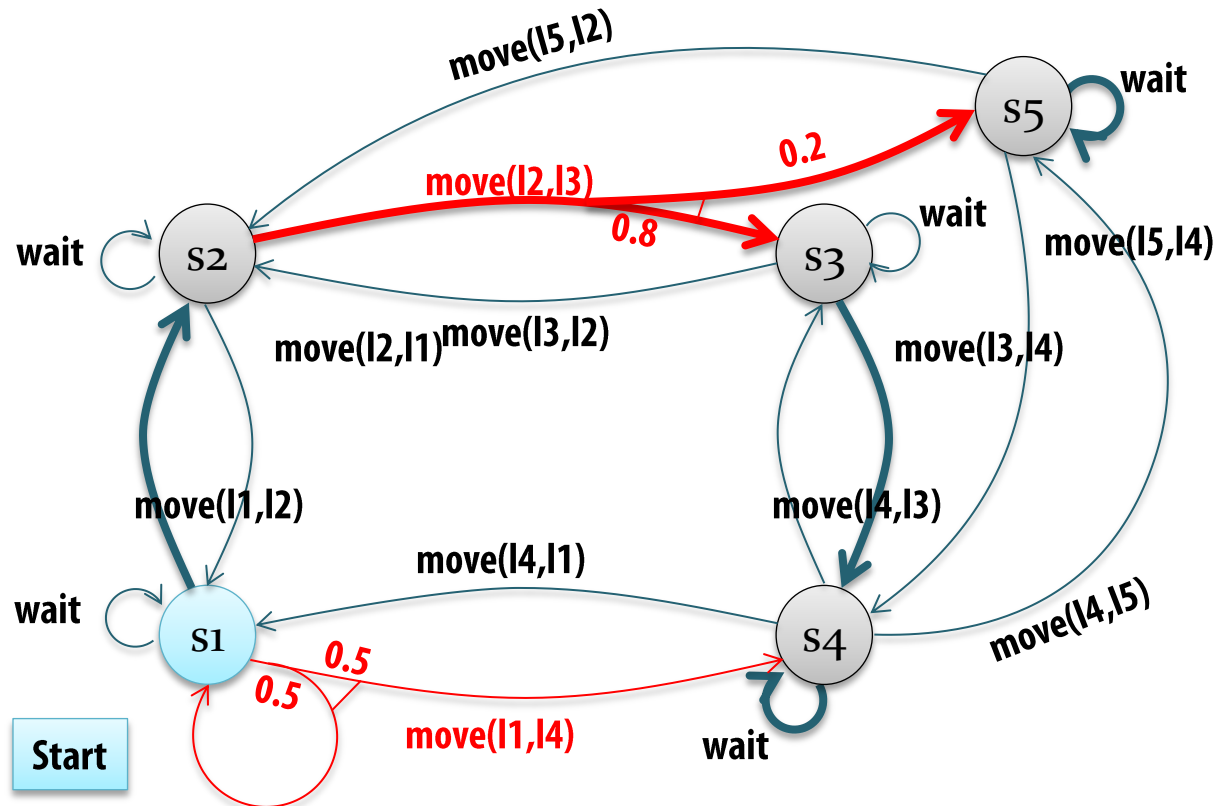 move(l5,l2)
wait
s5
0.2
move(l2,l3)
0.8
wait
wait
s2
s3
move(l5,l4)
move(l2,l1)
move(l3,l2)
move(l3,l4)
move(l1,l2)
move(l4,l3)
move(l4,l1)
wait
s1
s4
move(l4,l5)
0.5
0.5
move(l1,l4)
wait
Start